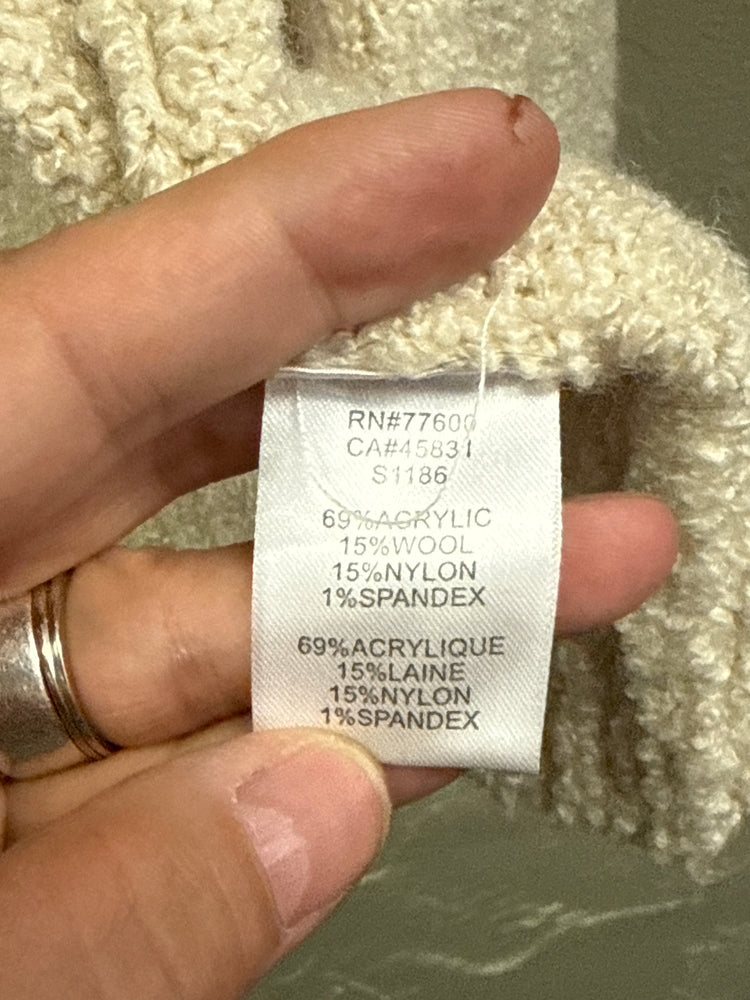 RN#77600
CA#45831
S1186
69%ACRYLIC
15%WOOL
15%NYLON
1%SPANDEX
69%ACRYLIQUE
15%LAINE
15%NYLON
1%SPANDEX